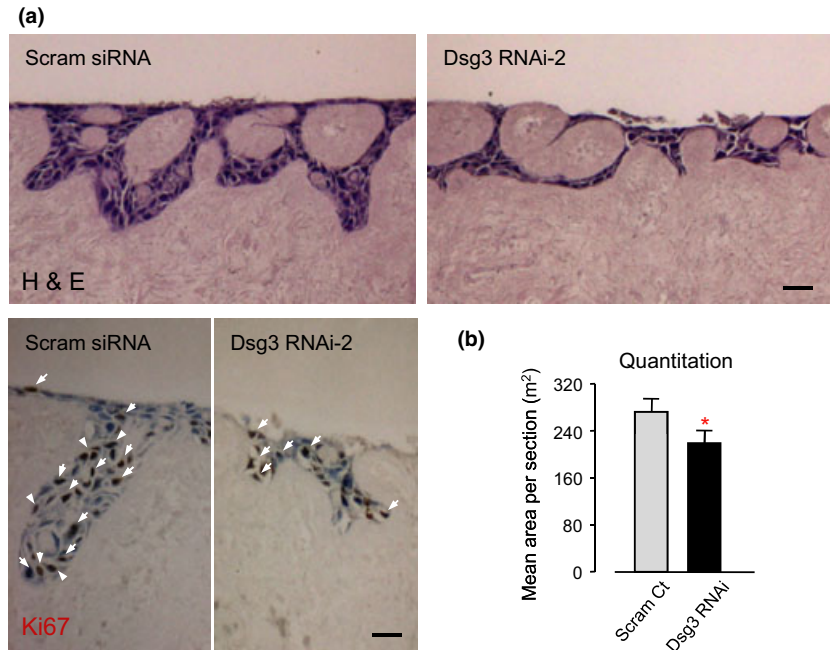 (a)
Scram siRNA
Dsg3 RNAi-2
H & E
Scram siRNA
Dsg3 RNAi-2
Ki67
(b)
Quantitation
Mean area per section (m²)
320
240
160
80
0
*
Scram Ct
Dsg3 RNAi